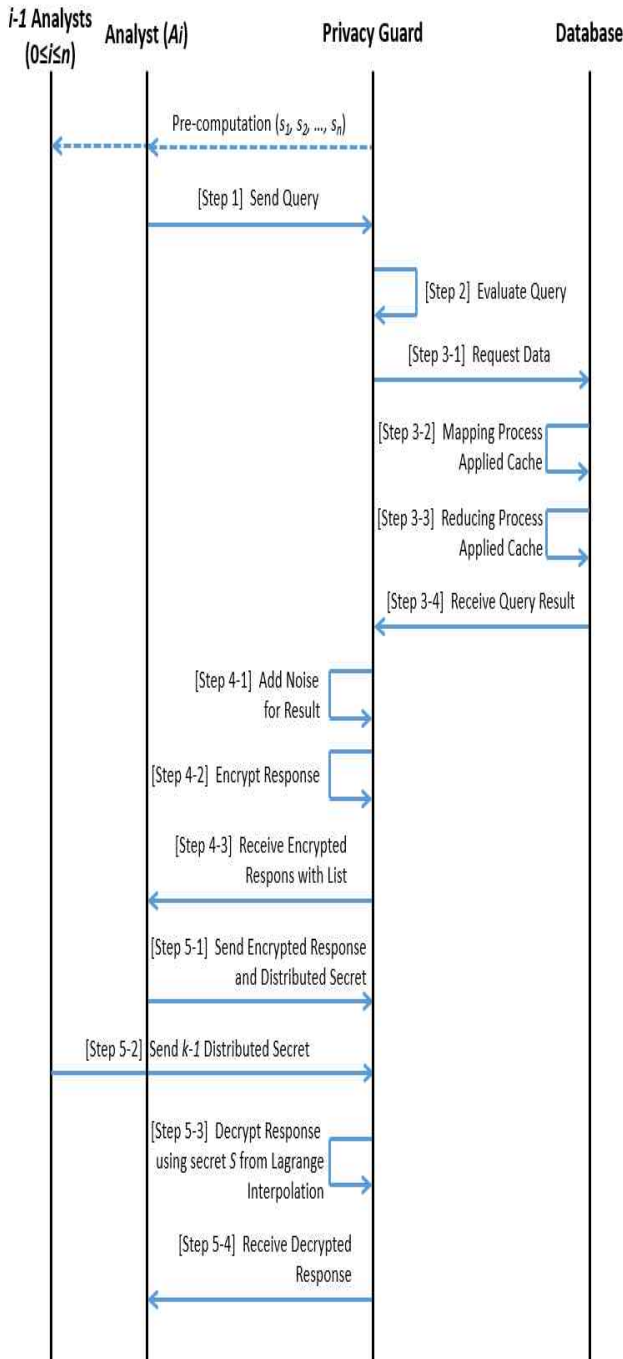 i-1 Analysts
(0≤i≤n)
Analyst (Ai)
Privacy Guard
Database
Pre-computation (s1, s2, ..., sn)
[Step 1] Send Query
[Step 2] Evaluate Query
[Step 3-1] Request Data
[Step 3-2] Mapping Process
Applied Cache
[Step 3-3] Reducing Process
Applied Cache
[Step 3-4] Receive Query Result
[Step 4-1] Add Noise
for Result
[Step 4-2] Encrypt Response
[Step 4-3] Receive Encrypted
Respons with List
[Step 5-1] Send Encrypted Response
and Distributed Secret
[Step 5-2] Send k-1 Distributed Secret
[Step 5-3] Decrypt Response
using secret S from Lagrange
Interpolation
[Step 5-4] Receive Decrypted
Response